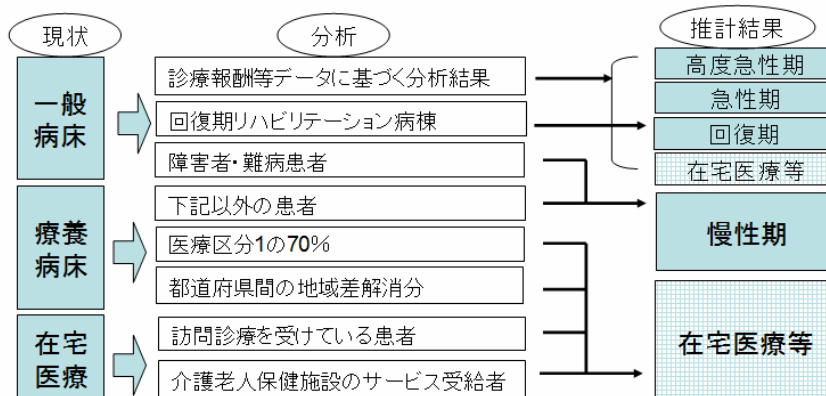 現状
分析
推計結果
一般
病床
診療報酬等データに基づく分析結果
回復期リハビリテーション病棟
障害者・難病患者
高度急性期
急性期
回復期
在宅医療等
療養
病床
下記以外の患者
医療区分1の70%
都道府県間の地域差解消分
慢性期
在宅
医療
訪問診療を受けている患者
介護老人保健施設のサービス受給者
在宅医療等